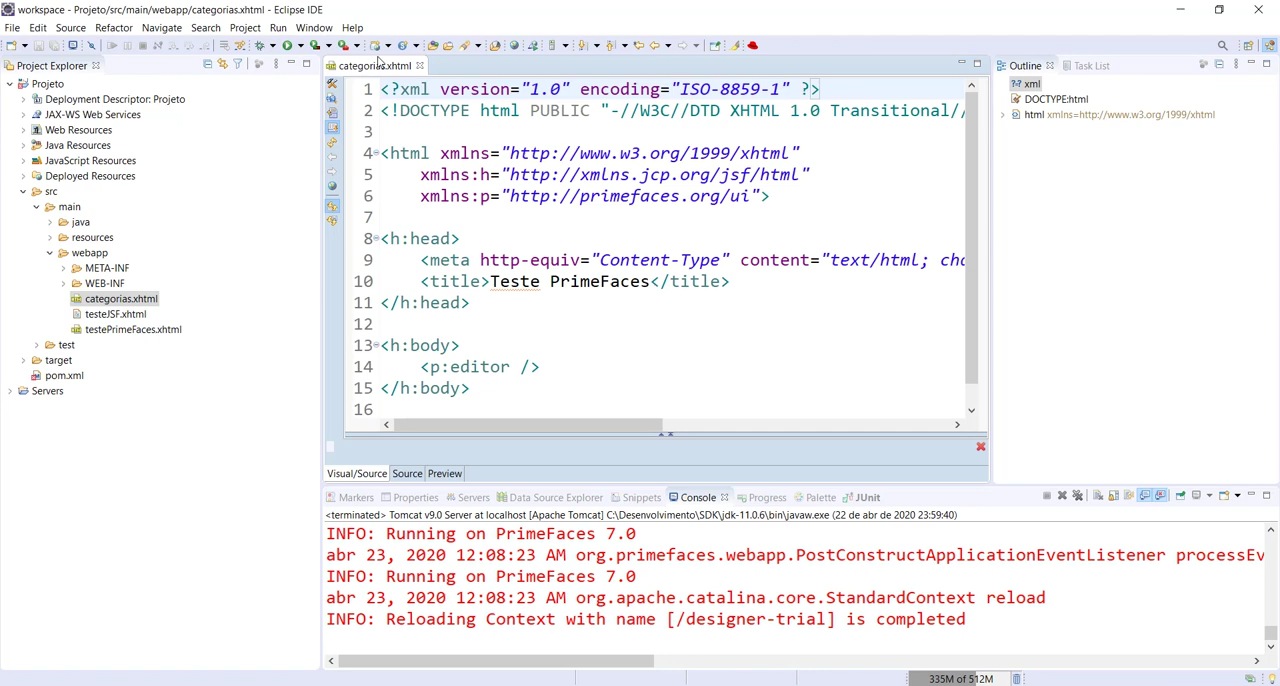 workspace - Projeto/src/main/webapp/categorias.xhtml - Eclipse IDE
File Edit Source Refactor Navigate Search Project Run Window Help
Project Explorer
Projeto
Deployment Descriptor: Projeto
JAX-WS Web Services
Web Resources
Java Resources
JavaScript Resources
Deployed Resources
src
main
java
resources
webapp
META-INF
WEB-INF
categorias.xhtml
testeJSF.xhtml
testePrimeFaces.xhtml
test
target
pom.xml
Servers
categorias.xhtml
1 <?xml version="1.0" encoding="ISO-8859-1" ?>
2 <!DOCTYPE html PUBLIC "-//W3C//DTD XHTML 1.0 Transitional//
3
4 <html xmlns="http://www.w3.org/1999/xhtml"
5 xmlns:h="http://xmlns.jcp.org/jsf/html"
6 xmlns:p="http://primefaces.org/ui">
7
8 <h:head>
9 <meta http-equiv="Content-Type" content="text/html; cha
10 <title>Teste PrimeFaces</title>
11 </h:head>
12
13 <h:body>
14 <p:editor />
15 </h:body>
16
Visual/Source Source Preview
Outline Task List
xml
DOCTYPE:html
html xmlns=http://www.w3.org/1999/xhtml
Markers Properties Servers Data Source Explorer Snippets Console Progress Palette JUnit
<terminated> Tomcat v9.0 Server at localhost [Apache Tomcat] C:\Desenvolvimento\SDK\jdk-11.0.6\bin\javaw.exe (22 de abr de 2020 23:59:40)
INFO: Running on PrimeFaces 7.0
abr 23, 2020 12:08:23 AM org.primefaces.webapp.PostConstructApplicationEventListener processEv
INFO: Running on PrimeFaces 7.0
abr 23, 2020 12:08:23 AM org.apache.catalina.core.StandardContext reload
INFO: Reloading Context with name [/designer-trial] is completed
335M of 512M